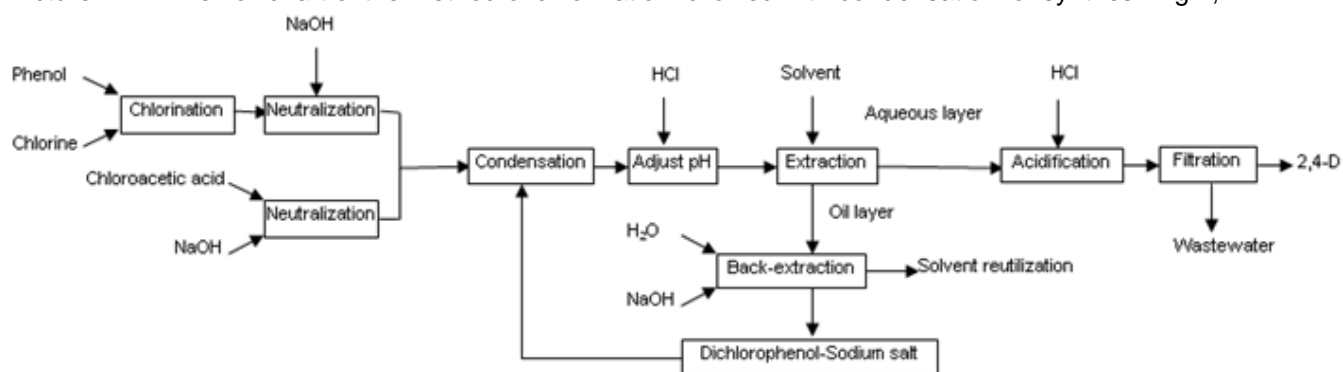 NaOH
Phenol
HCl
Solvent
HCl
Chlorination
Neutralization
Aqueous layer
Chlorine
Condensation
Adjust pH
Extraction
Acidification
Filtration
2,4-D
Chloroacetic acid
Neutralization
Oil layer
H₂O
NaOH
Wastewater
Back-extraction
Solvent reutilization
NaOH
Dichlorophenol-Sodium salt